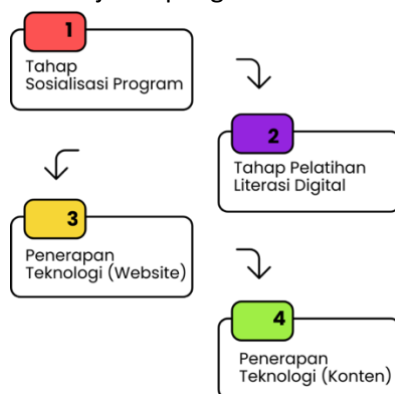 1
Tahap
Sosialisasi Program
2
Tahap Pelatihan
Literasi Digital
3
Penerapan
Teknologi (Website)
4
Penerapan
Teknologi (Konten)